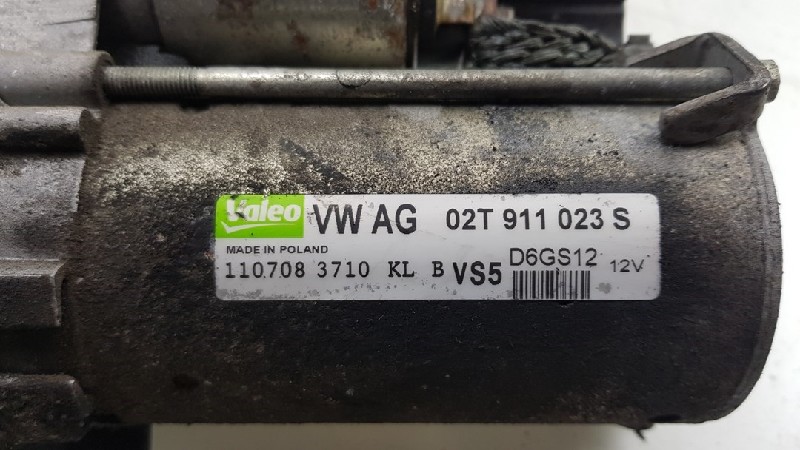 Valeo VW AG 02T 911 023 S
MADE IN POLAND
110708 3710 KL B VS5 D6GS12 12V